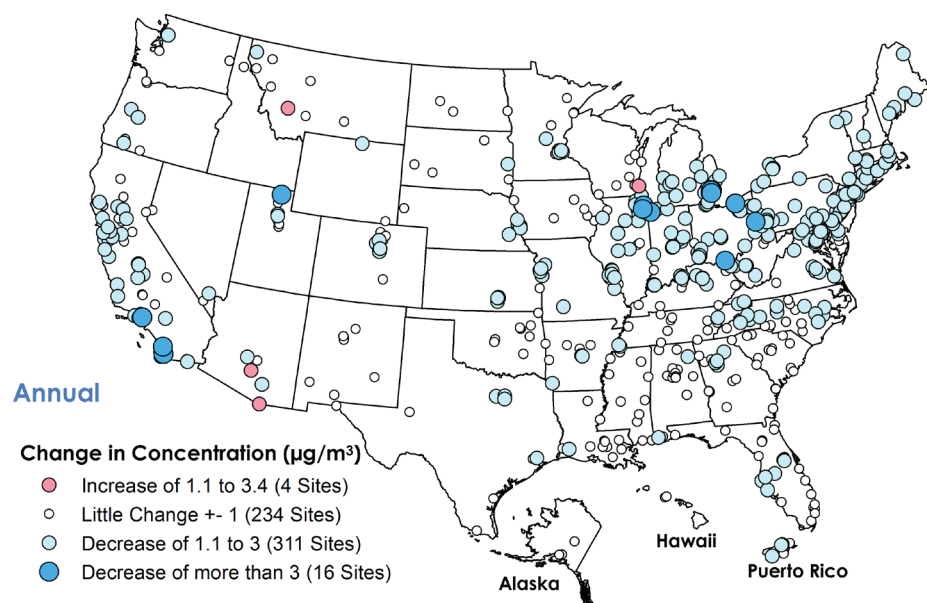 Annual
Change in Concentration (µg/m³)
Increase of 1.1 to 3.4 (4 Sites)
Little Change +- 1 (234 Sites)
Decrease of 1.1 to 3 (311 Sites)
Decrease of more than 3 (16 Sites)
Alaska
Hawaii
Puerto Rico